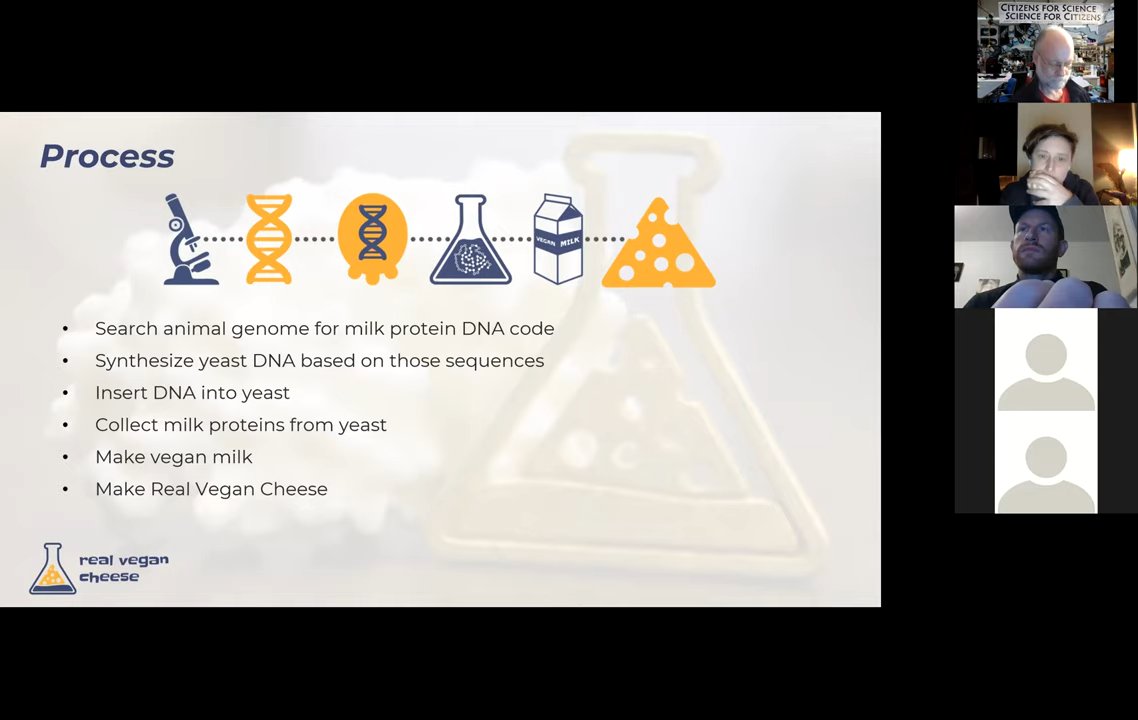 CITIZENS FOR SCIENCE
SCIENCE FOR CITIZENS
Process
VEGAN MILK
• Search animal genome for milk protein DNA code
• Synthesize yeast DNA based on those sequences
• Insert DNA into yeast
• Collect milk proteins from yeast
• Make vegan milk
• Make Real Vegan Cheese
real vegan
cheese